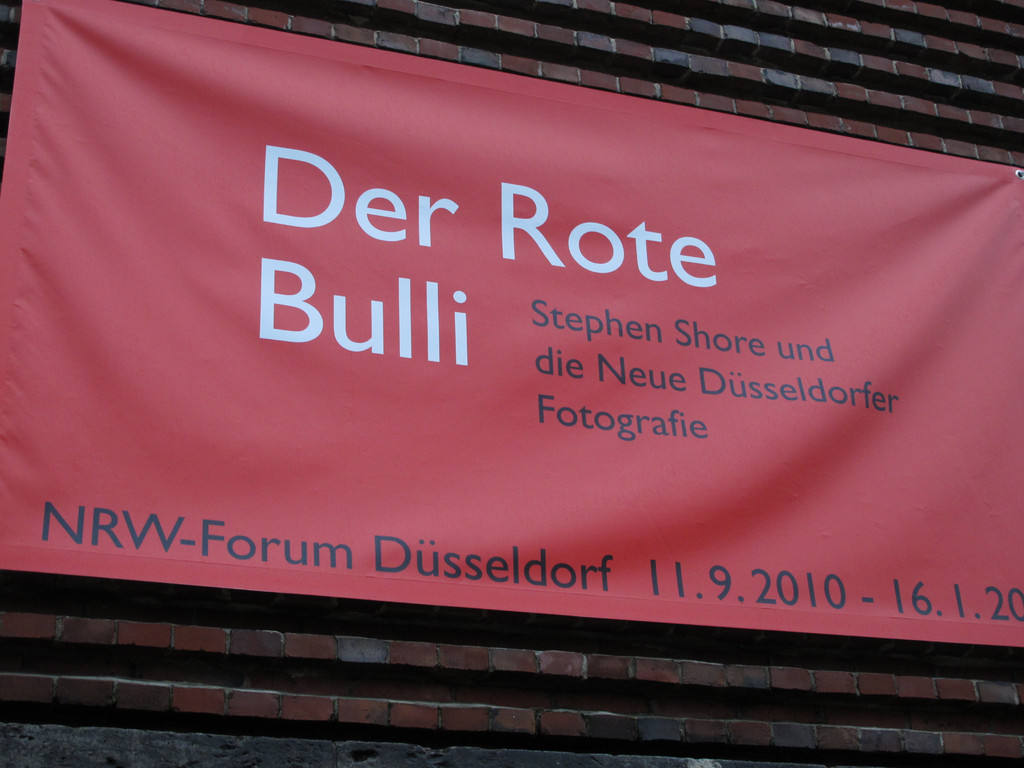 Der Rote
Bulli
Stephen Shore und
die Neue Düsseldorfer
Fotografie
NRW-Forum Düsseldorf 11.9.2010 - 16.1.20